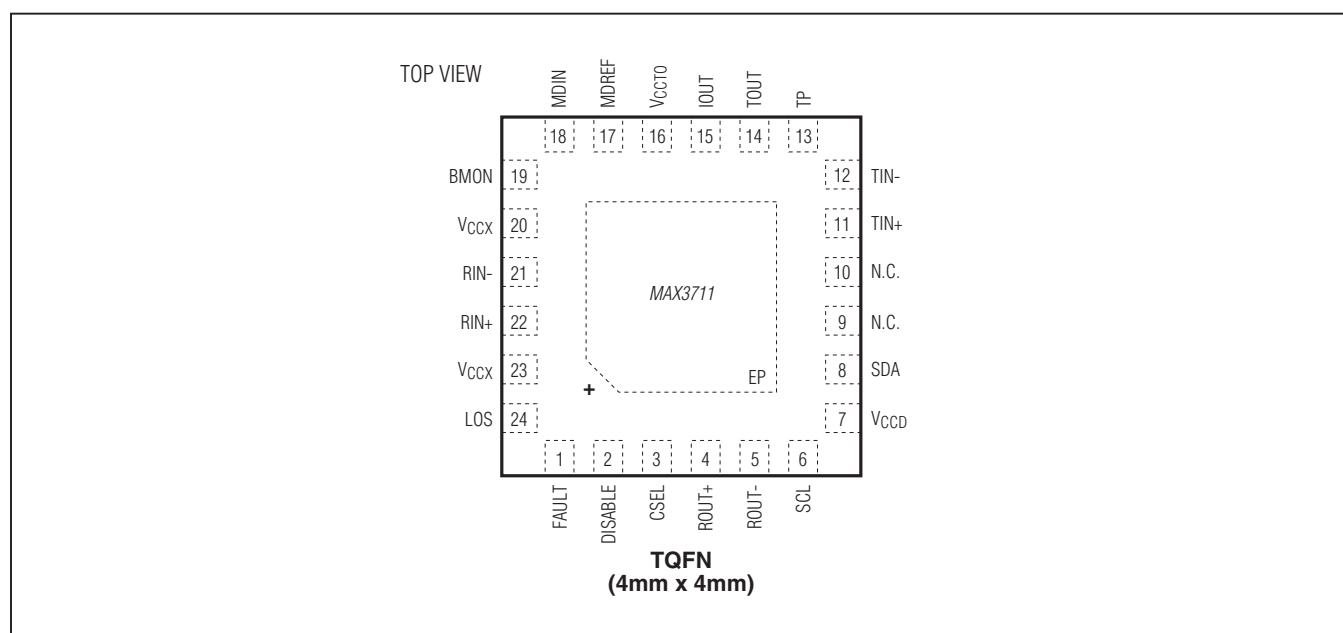 TOP VIEW
MDIN
MDREF
VCCTO
IOUT
TOUT
TP
18
17
16
15
14
13
BMON 19
12 TIN-
VCCX 20
11 TIN+
RIN- 21
10 N.C.
MAX3711
RIN+ 22
9 N.C.
VCCX 23
8 SDA
EP
+
LOS 24
7 VCCD
1
2
3
4
5
6
FAULT
DISABLE
CSEL
ROUT+
ROUT-
SCL
TQFN
(4mm x 4mm)